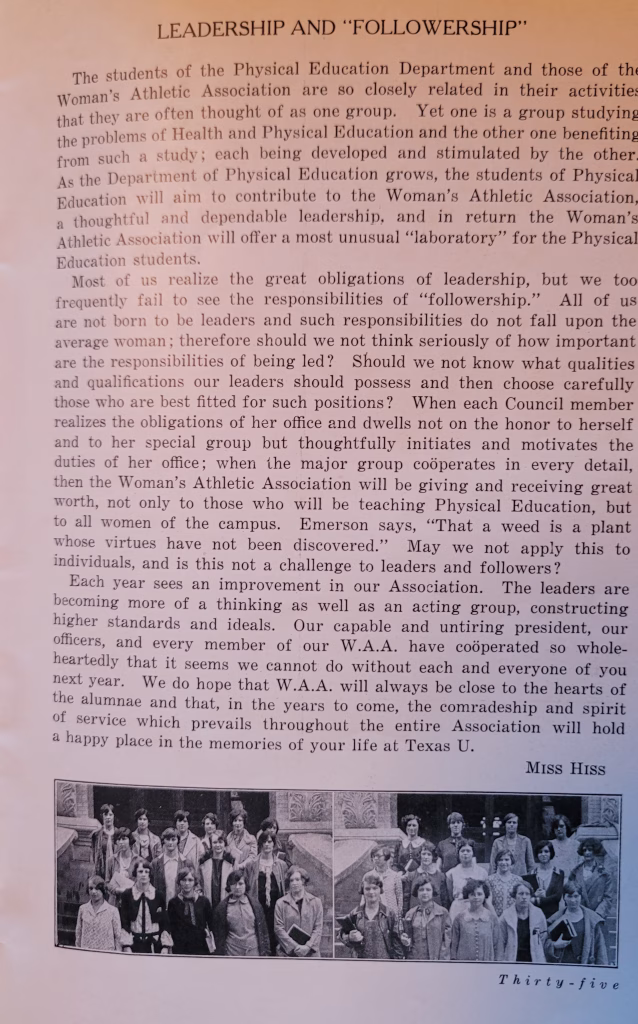 LEADERSHIP AND "FOLLOWERSHIP"
The students of the Physical Education Department and those of the
Woman's Athletic Association are so closely related in their activities
that they are often thought of as one group. Yet one is a group studying
the problems of Health and Physical Education and the other one benefiting
from such a study; each being developed and stimulated by the other.
As the Department of Physical Education grows, the students of Physical
Education will aim to contribute to the Woman's Athletic Association,
a thoughtful and dependable leadership, and in return the Woman's
Athletic Association will offer a most unusual "laboratory" for the Physical
Education students.
Most of us realize the great obligations of leadership, but we too
frequently fail to see the responsibilities of "followership." All of us
are not born to be leaders and such responsibilities do not fall upon the
average woman; therefore should we not think seriously of how important
are the responsibilities of being led? Should we not know what qualities
and qualifications our leaders should possess and then choose carefully
those who are best fitted for such positions? When each Council member
realizes the obligations of her office and dwells not on the honor to herself
and to her special group but thoughtfully initiates and motivates the
duties of her office; when the major group coöperates in every detail,
then the Woman's Athletic Association will be giving and receiving great
worth, not only to those who will be teaching Physical Education, but
to all women of the campus. Emerson says, "That a weed is a plant
whose virtues have not been discovered." May we not apply this to
individuals, and is this not a challenge to leaders and followers?
Each year sees an improvement in our Association. The leaders are
becoming more of a thinking as well as an acting group, constructing
higher standards and ideals. Our capable and untiring president, our
officers, and every member of our W.A.A. have coöperated so whole-
heartedly that it seems we cannot do without each and everyone of you
next year. We do hope that W.A.A. will always be close to the hearts of
the alumnae and that, in the years to come, the comradeship and spirit
of service which prevails throughout the entire Association will hold
a happy place in the memories of your life at Texas U.
MISS HISS
Thirty-five